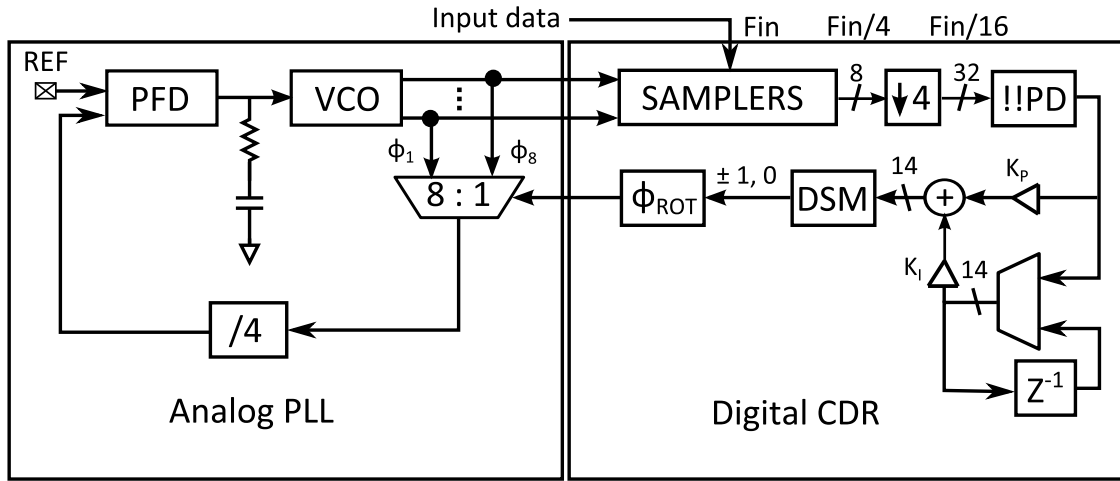 Input data
Fin
Fin/4
Fin/16
REF
PFD
VCO
SAMPLERS
8
↓ 4
32
!!PD
ϕ1
ϕ8
8 : 1
ϕROT
± 1, 0
DSM
14
+
KP
KI
14
/4
Z-1
Analog PLL
Digital CDR